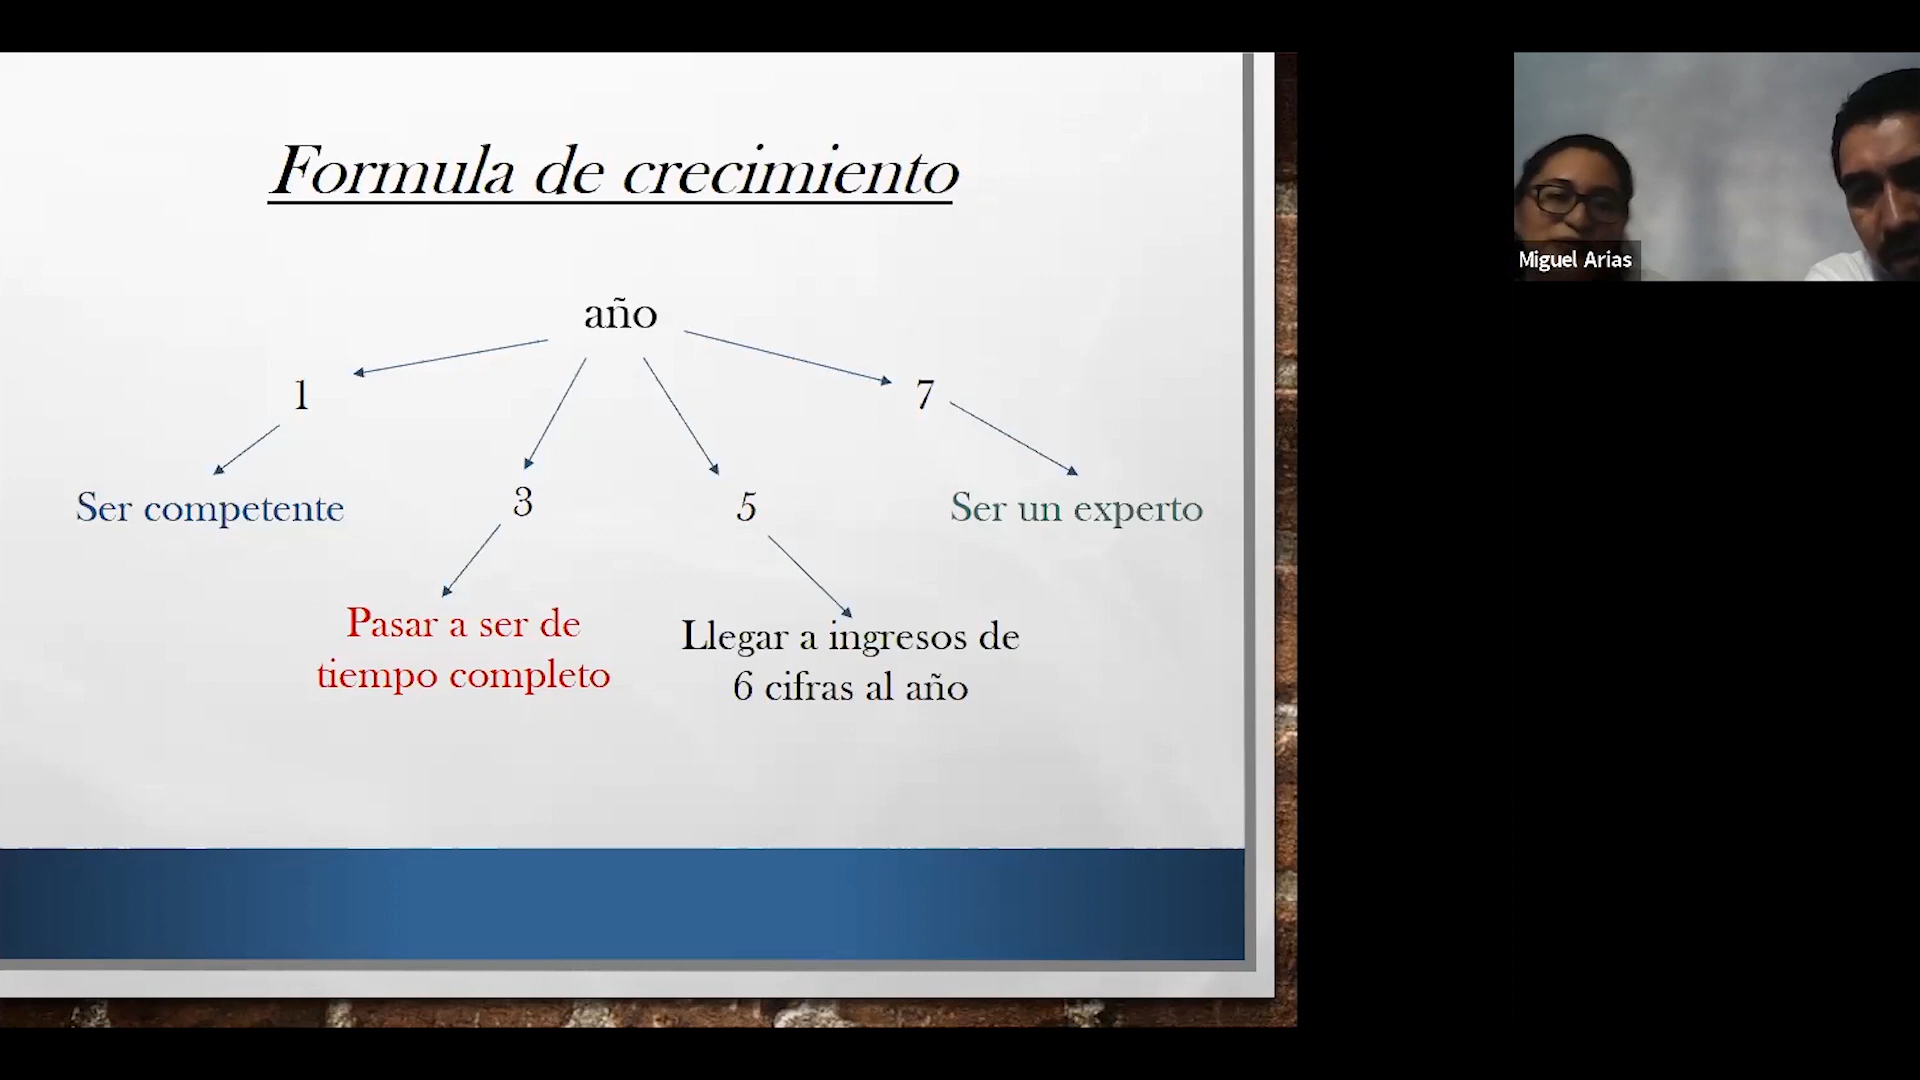 Formula de crecimiento
año
1
7
3
5
Ser competente
Ser un experto
Pasar a ser de
tiempo completo
Llegar a ingresos de
6 cifras al año
Miguel Arias